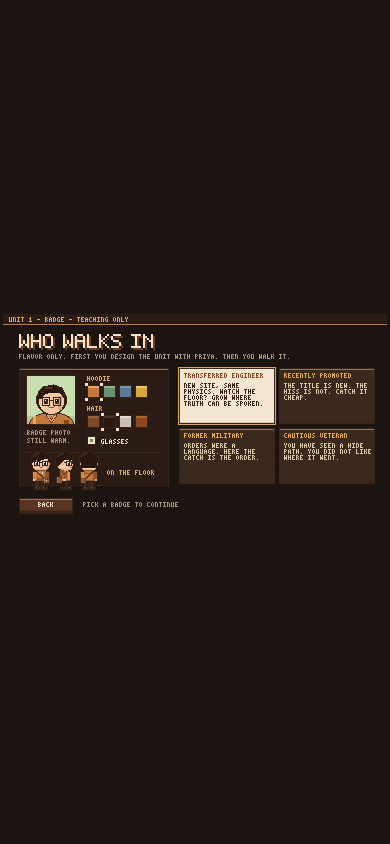 UNIT 1 - BADGE - TEACHING ONLY
WHO WALKS IN
FLAVOR ONLY. FIRST YOU DESIGN THE UNIT WITH PRIYA. THEN YOU WALK IT.
HOODIE
HAIR
GLASSES
BADGE PHOTO
STILL WARM.
ON THE FLOOR
TRANSFERRED ENGINEER
NEW SITE, SAME
PHYSICS. WATCH THE
FLOOR? GROW WHERE
TRUTH CAN BE SPOKEN.
RECENTLY PROMOTED
THE TITLE IS NEW. THE
MISS IS NOT. CATCH IT
CHEAP.
FORMER MILITARY
ORDERS WERE A
LANGUAGE. HERE THE
CATCH IS THE ORDER.
CAUTIOUS VETERAN
YOU HAVE SEEN A HIDE
PATH. YOU DID NOT LIKE
WHERE IT WENT.
BACK
PICK A BADGE TO CONTINUE